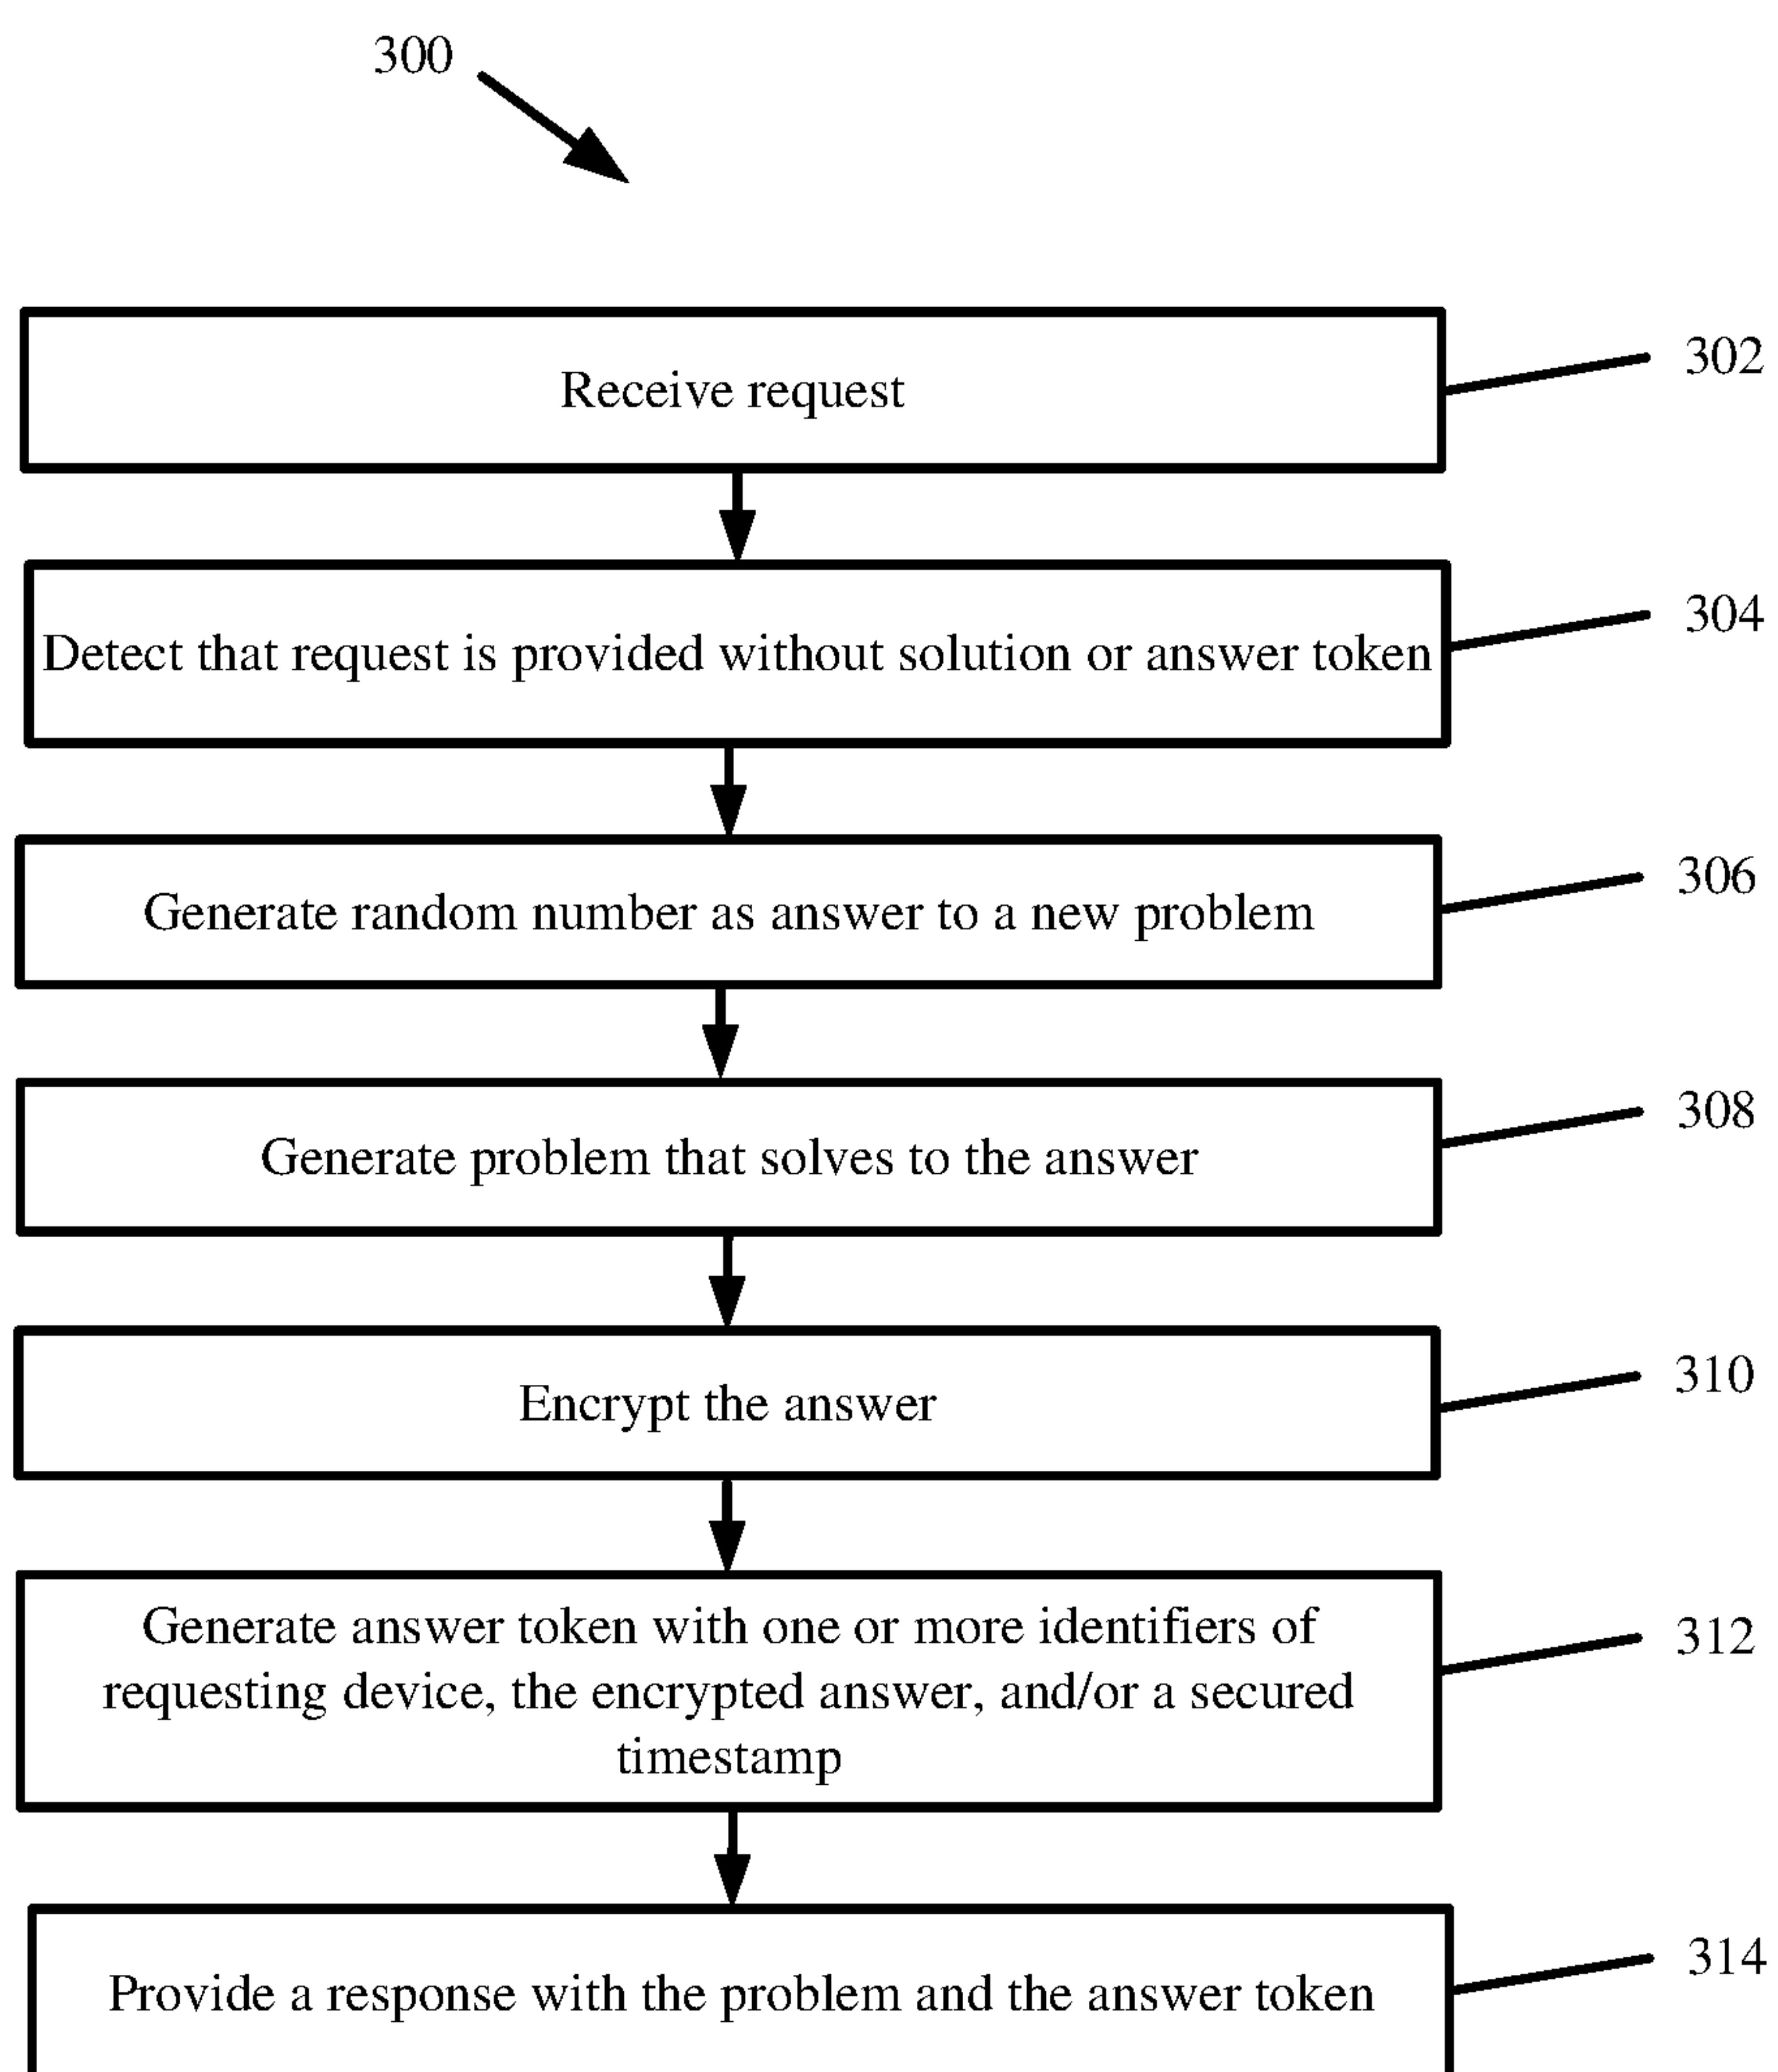 300
Receive request
302
Detect that request is provided without solution or answer token
304
Generate random number as answer to a new problem
306
Generate problem that solves to the answer
308
Encrypt the answer
310
Generate answer token with one or more identifiers of
requesting device, the encrypted answer, and/or a secured
timestamp
312
Provide a response with the problem and the answer token
314